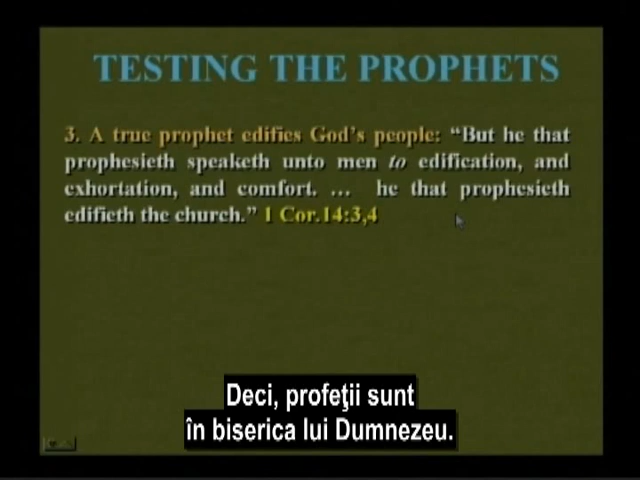 TESTING THE PROPHETS
3. A true prophet edifies God's people: “But he that
prophesieth speaketh unto men to edification, and
exhortation, and comfort. ... he that prophesieth
edifieth the church.” 1 Cor.14:3,4
Deci, profeţii sunt
în biserica lui Dumnezeu.